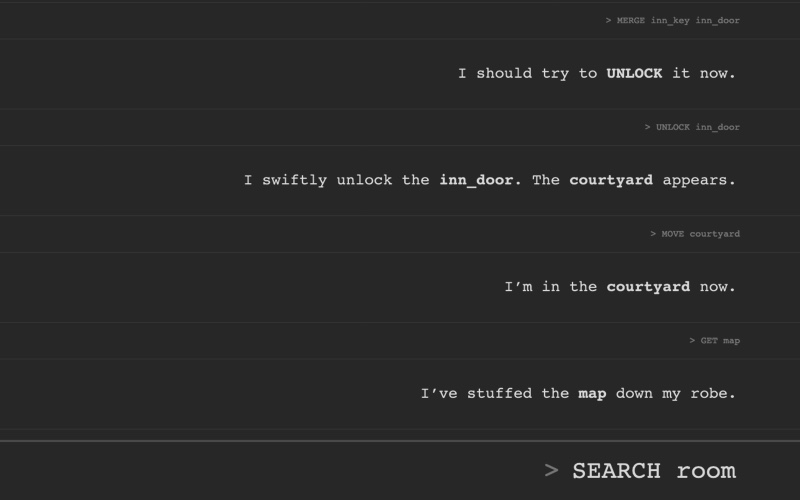 > MERGE inn_key inn_door
I should try to UNLOCK it now.
> UNLOCK inn_door
I swiftly unlock the inn_door. The courtyard appears.
> MOVE courtyard
I’m in the courtyard now.
> GET map
I’ve stuffed the map down my robe.
> SEARCH room